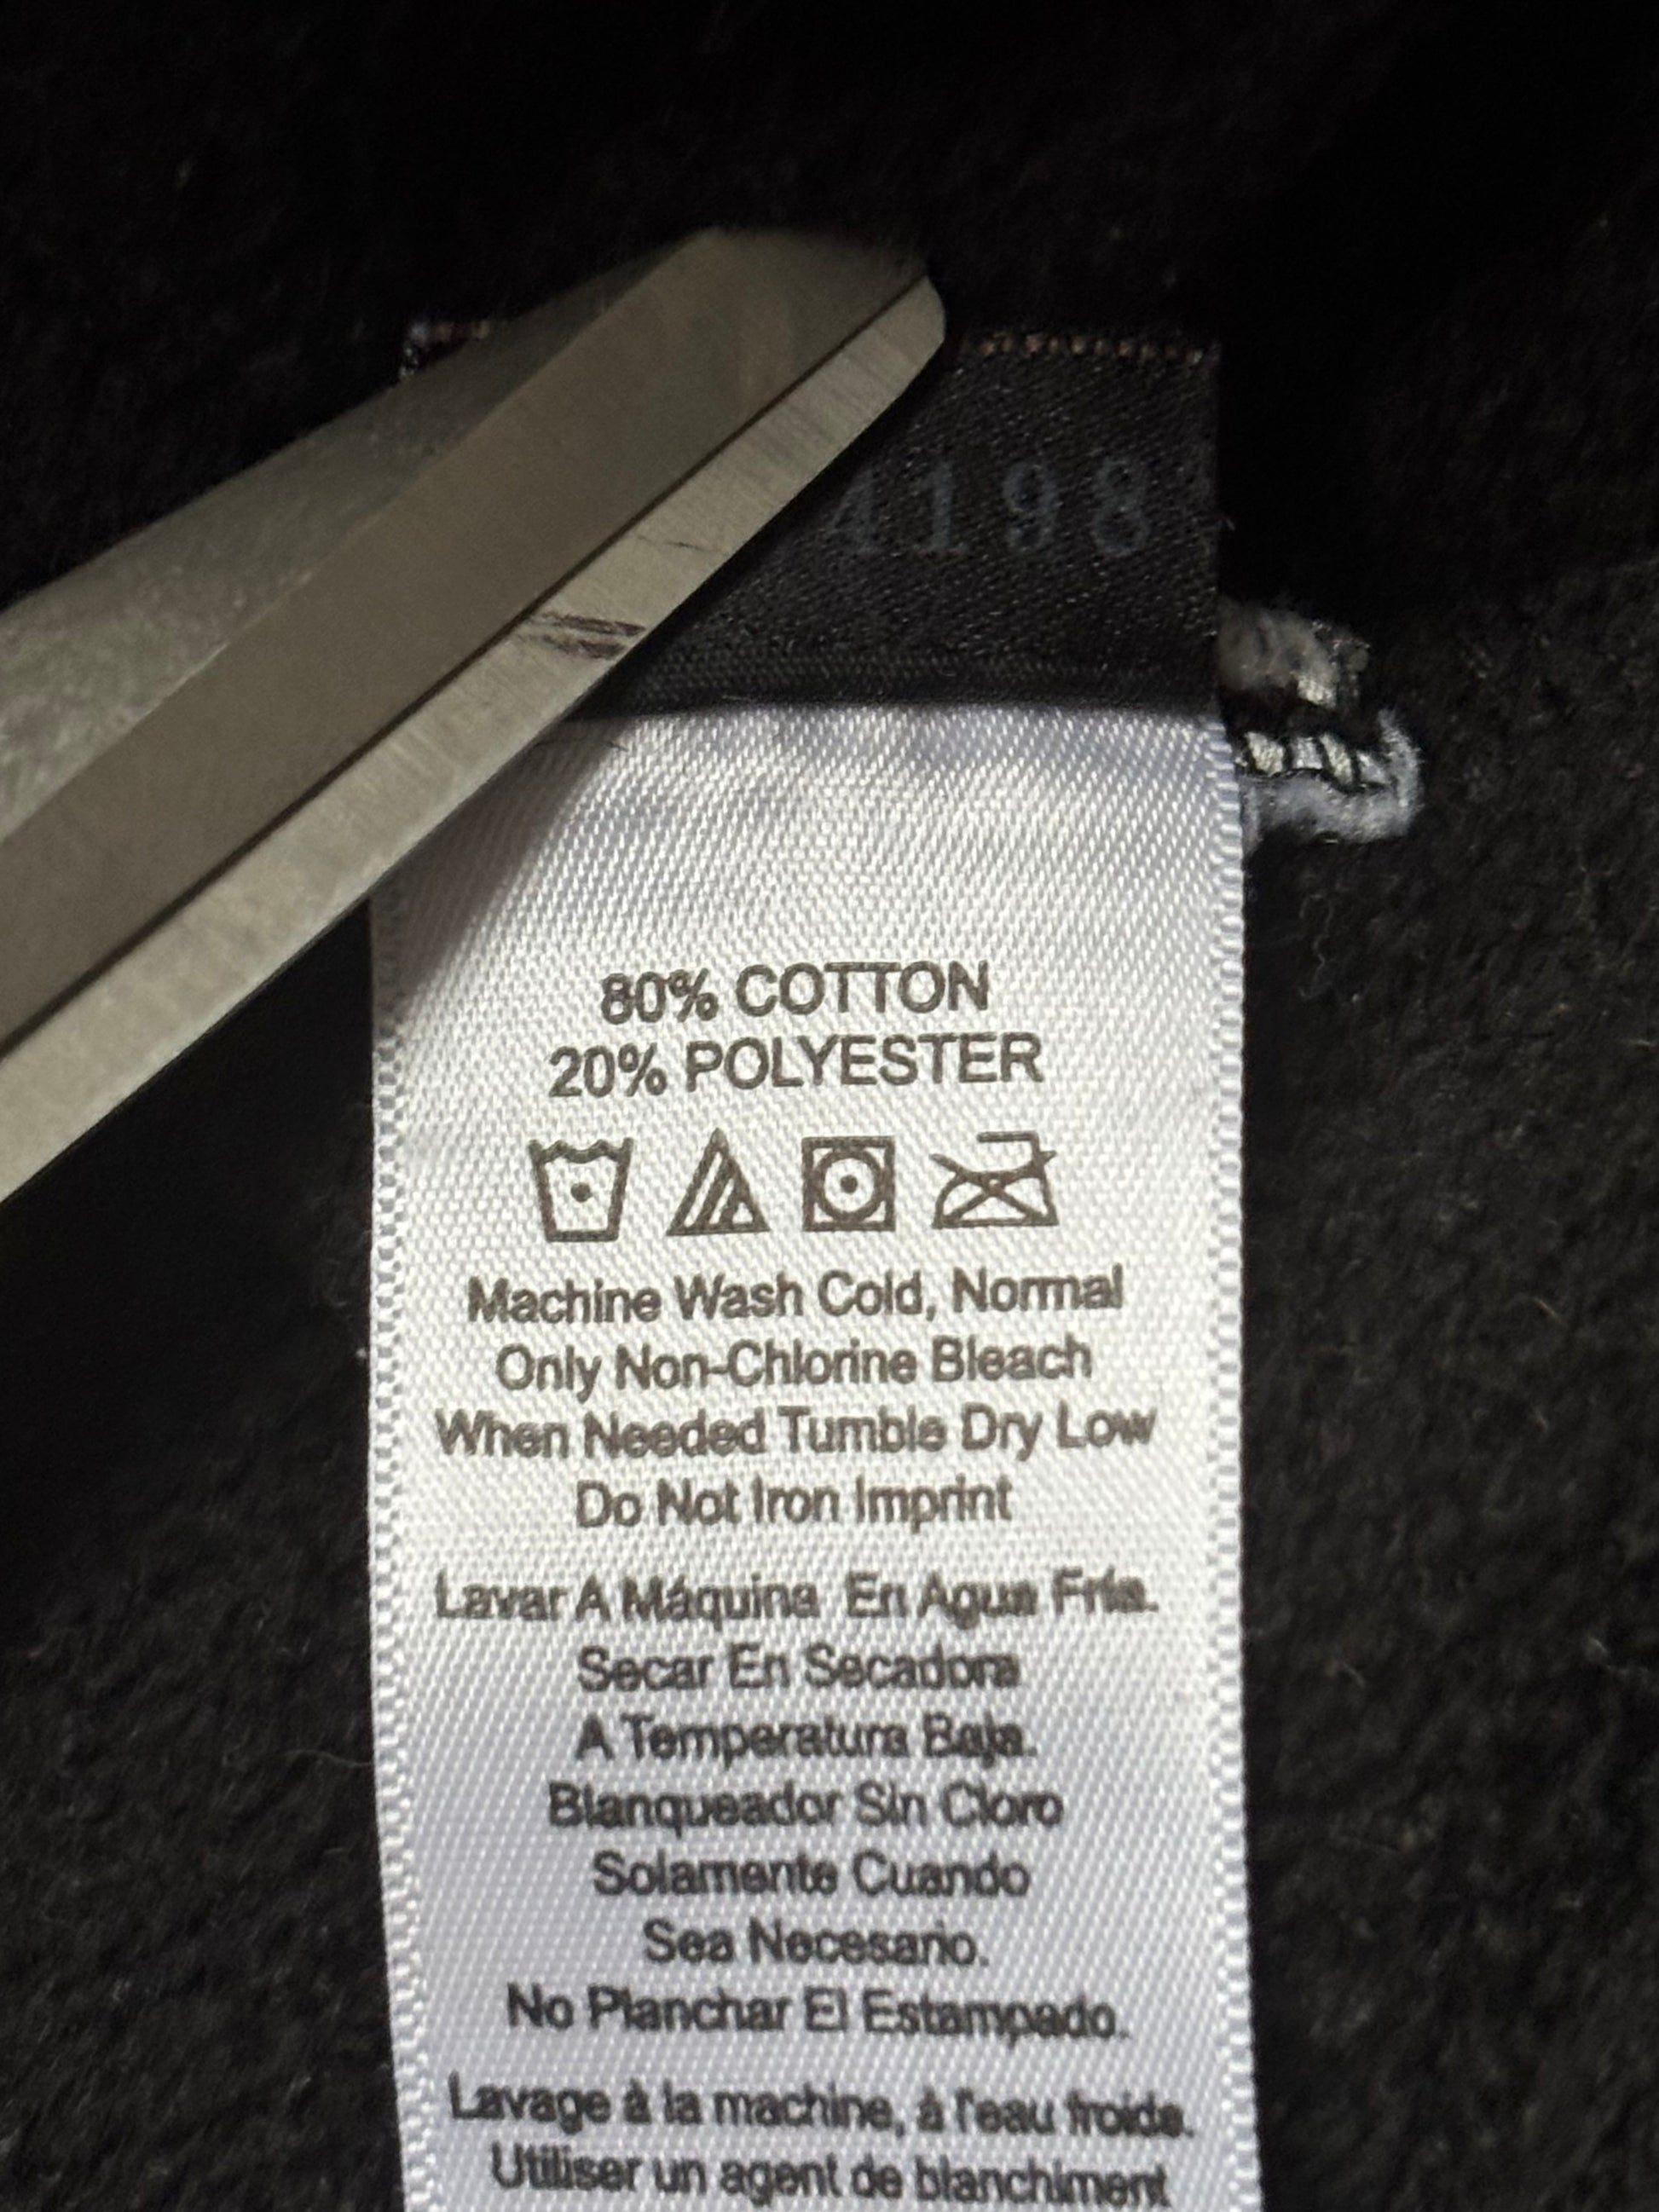 4198
80% COTTON
20% POLYESTER
Machine Wash Cold, Normal
Only Non-Chlorine Bleach
When Needed Tumble Dry Low
Do Not Iron Imprint
Lavar A Máquina En Agua Fría.
Secar En Secadora
A Temperatura Baja.
Blanqueador Sin Cloro
Solamente Cuando
Sea Necesario.
No Planchar El Estampado.
Lavage à la machine, à l'eau froide.
Utiliser un agent de blanchiment